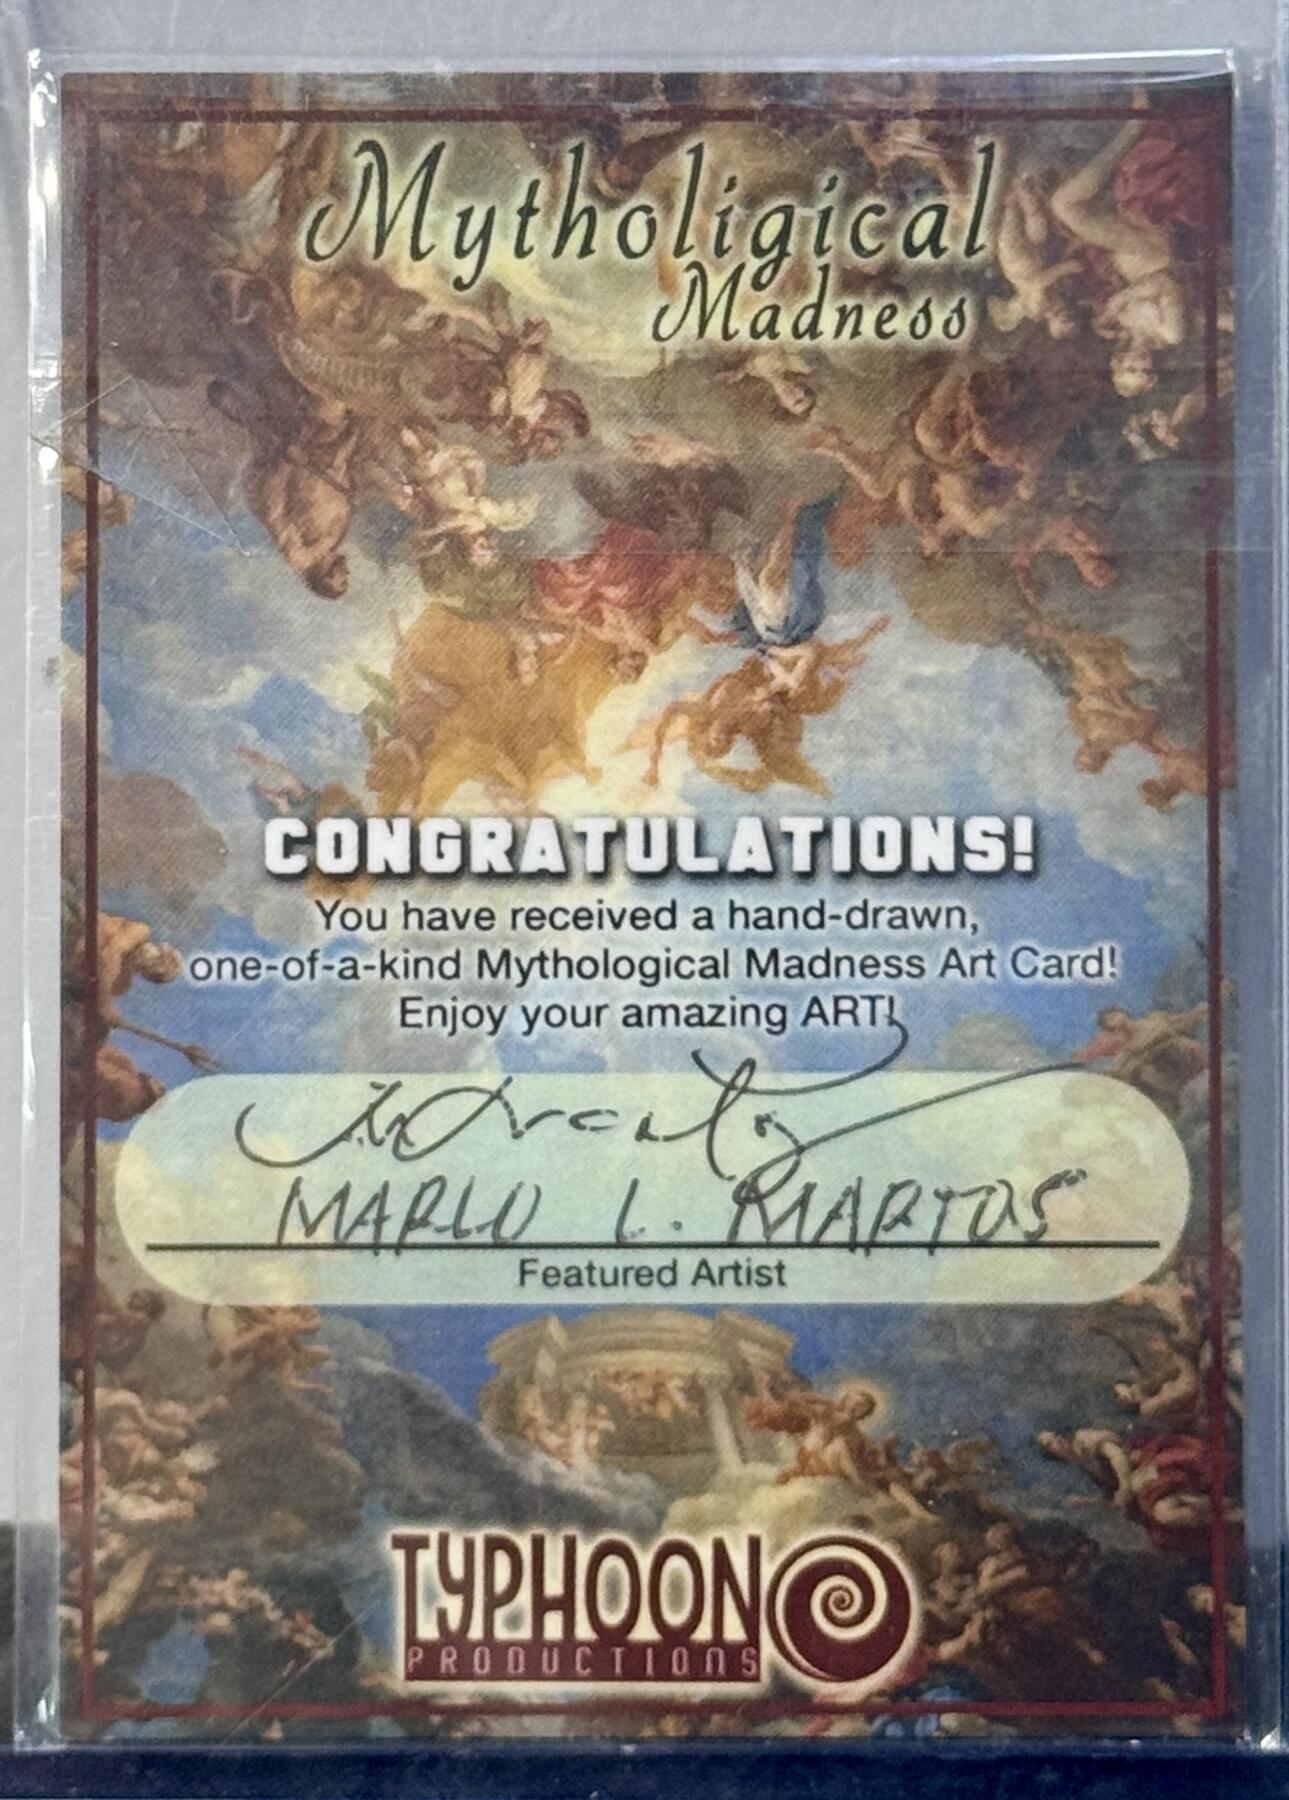 Mytholigical
Madness
CONGRATULATIONS!
You have received a hand-drawn,
one-of-a-kind Mythological Madness Art Card!
Enjoy your amazing ART!
MARLO L. MARTOS
Featured Artist
TYPHOON
PRODUCTIONS